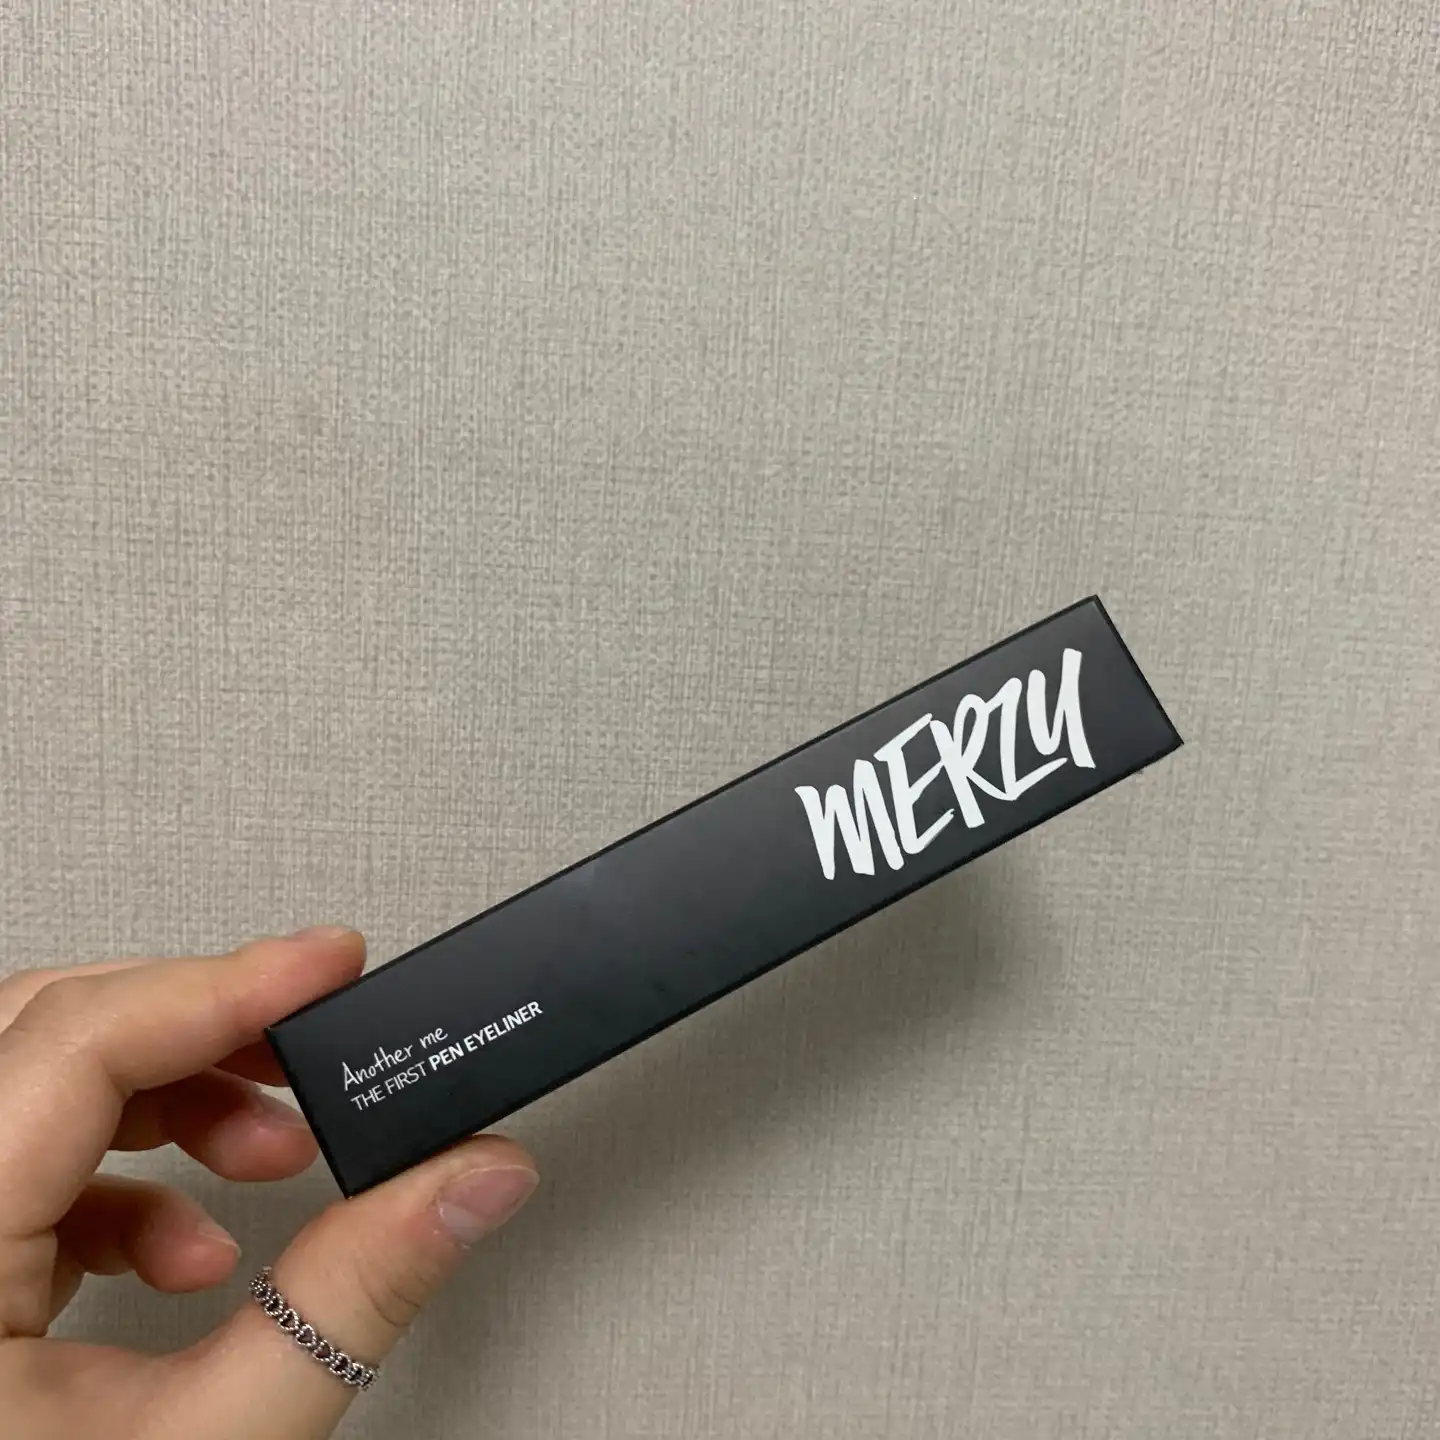 MERZY
Another me
THE FIRST PEN EYELINER